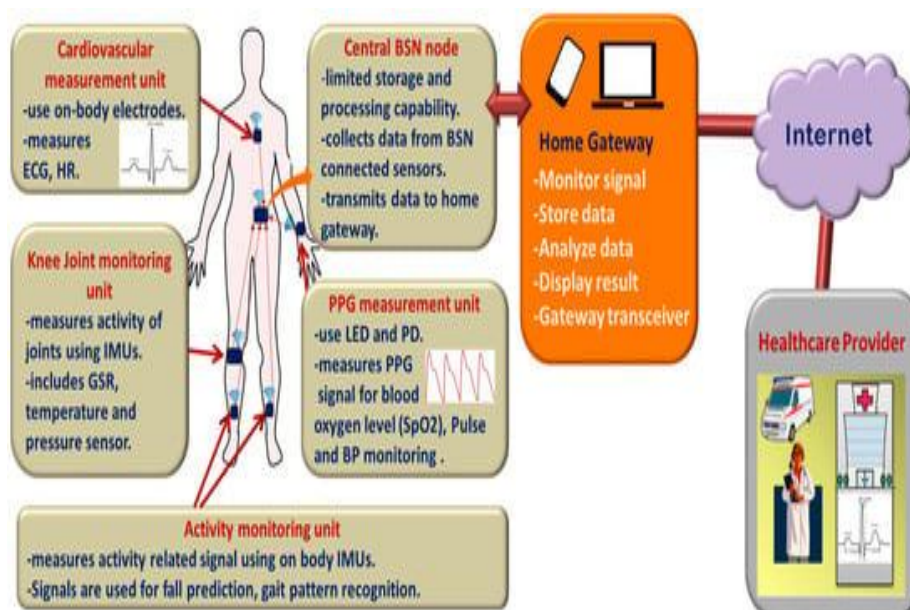 Cardiovascular
measurement unit
-use on-body electrodes.
-measures
ECG, HR.
Central BSN node
-limited storage and
processing capability.
-collects data from BSN
connected sensors.
-transmits data to home
gateway.
Home Gateway
-Monitor signal
-Store data
-Analyze data
-Display result
-Gateway transceiver
Internet
Knee Joint monitoring
unit
-measures activity of
joints using IMUs.
-includes GSR,
temperature and
pressure sensor.
PPG measurement unit
-use LED and PD.
-measures PPG
signal for blood
oxygen level (SpO2), Pulse
and BP monitoring .
Healthcare Provider
Activity monitoring unit
-measures activity related signal using on body IMUs.
-Signals are used for fall prediction, gait pattern recognition.